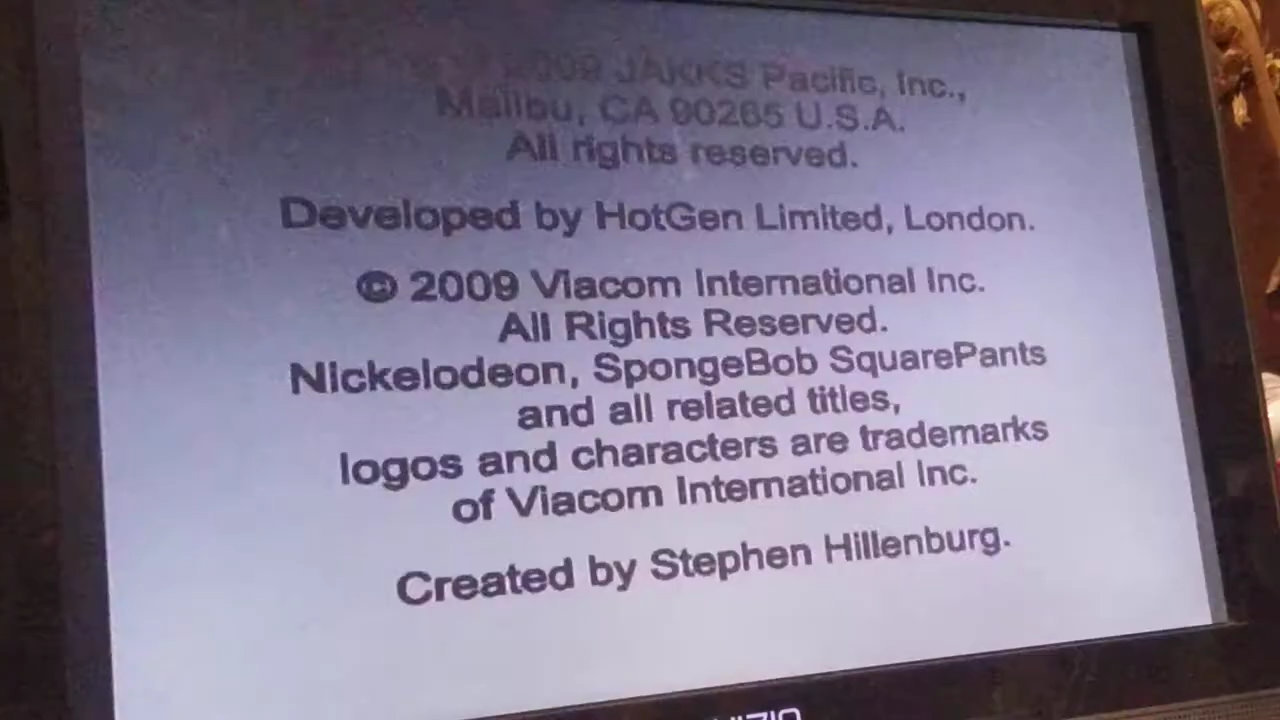 2009 JAKKS Pacific, Inc.,
Malibu, CA 90265 U.S.A.
All rights reserved.
Developed by HotGen Limited, London.
© 2009 Viacom International Inc.
All Rights Reserved.
Nickelodeon, SpongeBob SquarePants
and all related titles,
logos and characters are trademarks
of Viacom International Inc.
Created by Stephen Hillenburg.
VIZIO